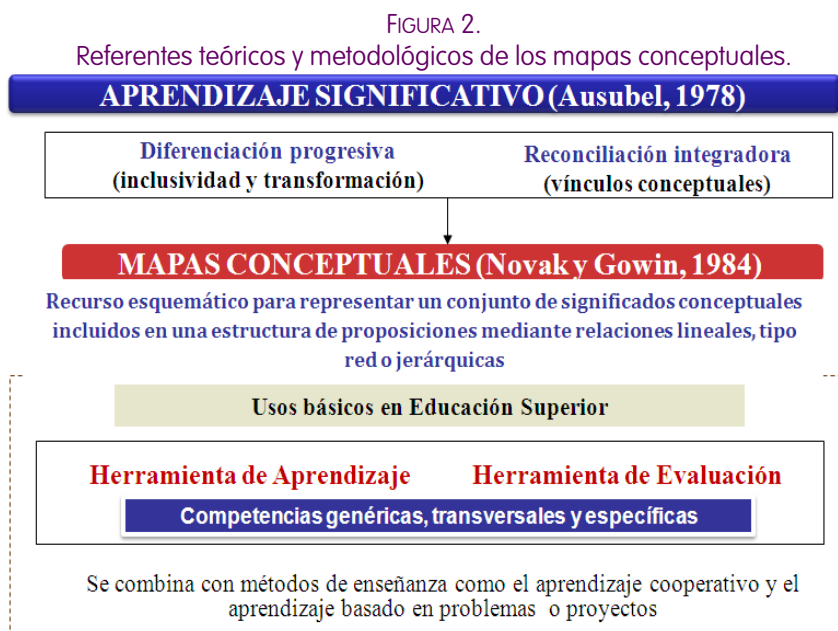 FIGURA 2.
Referentes teóricos y metodológicos de los mapas conceptuales.
APRENDIZAJE SIGNIFICATIVO (Ausubel, 1978)
Diferenciación progresiva
(inclusividad y transformación)
Reconciliación integradora
(vínculos conceptuales)
MAPAS CONCEPTUALES (Novak y Gowin, 1984)
Recurso esquemático para representar un conjunto de significados conceptuales
incluidos en una estructura de proposiciones mediante relaciones lineales, tipo
red o jerárquicas
Usos básicos en Educación Superior
Herramienta de Aprendizaje
Herramienta de Evaluación
Competencias genéricas, transversales y específicas
Se combina con métodos de enseñanza como el aprendizaje cooperativo y el
aprendizaje basado en problemas o proyectos